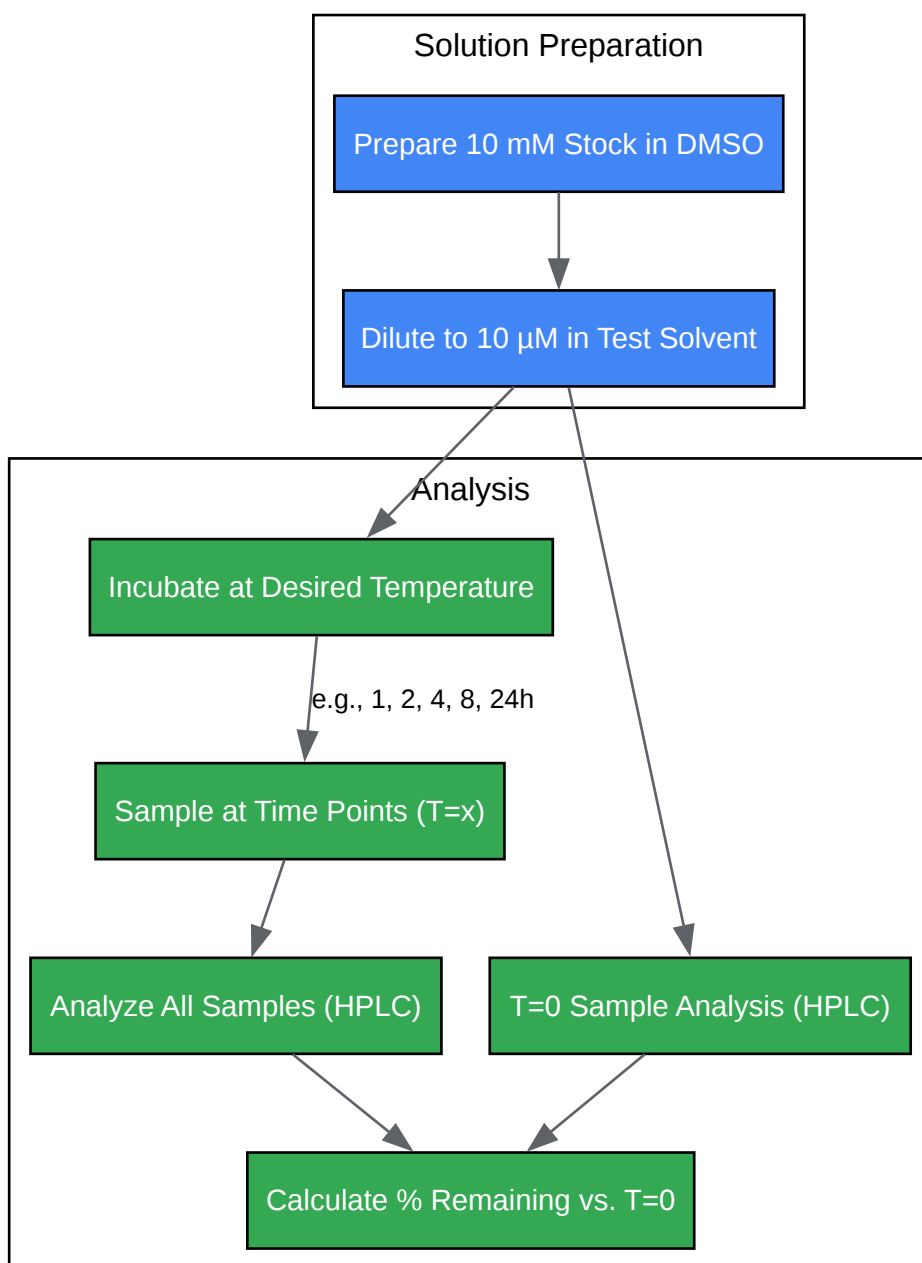 Solution Preparation
Prepare 10 mM Stock in DMSO
Dilute to 10 µM in Test Solvent
Analysis
Incubate at Desired Temperature
e.g., 1, 2, 4, 8, 24h
Sample at Time Points (T=x)
Analyze All Samples (HPLC)
T=0 Sample Analysis (HPLC)
Calculate % Remaining vs. T=0